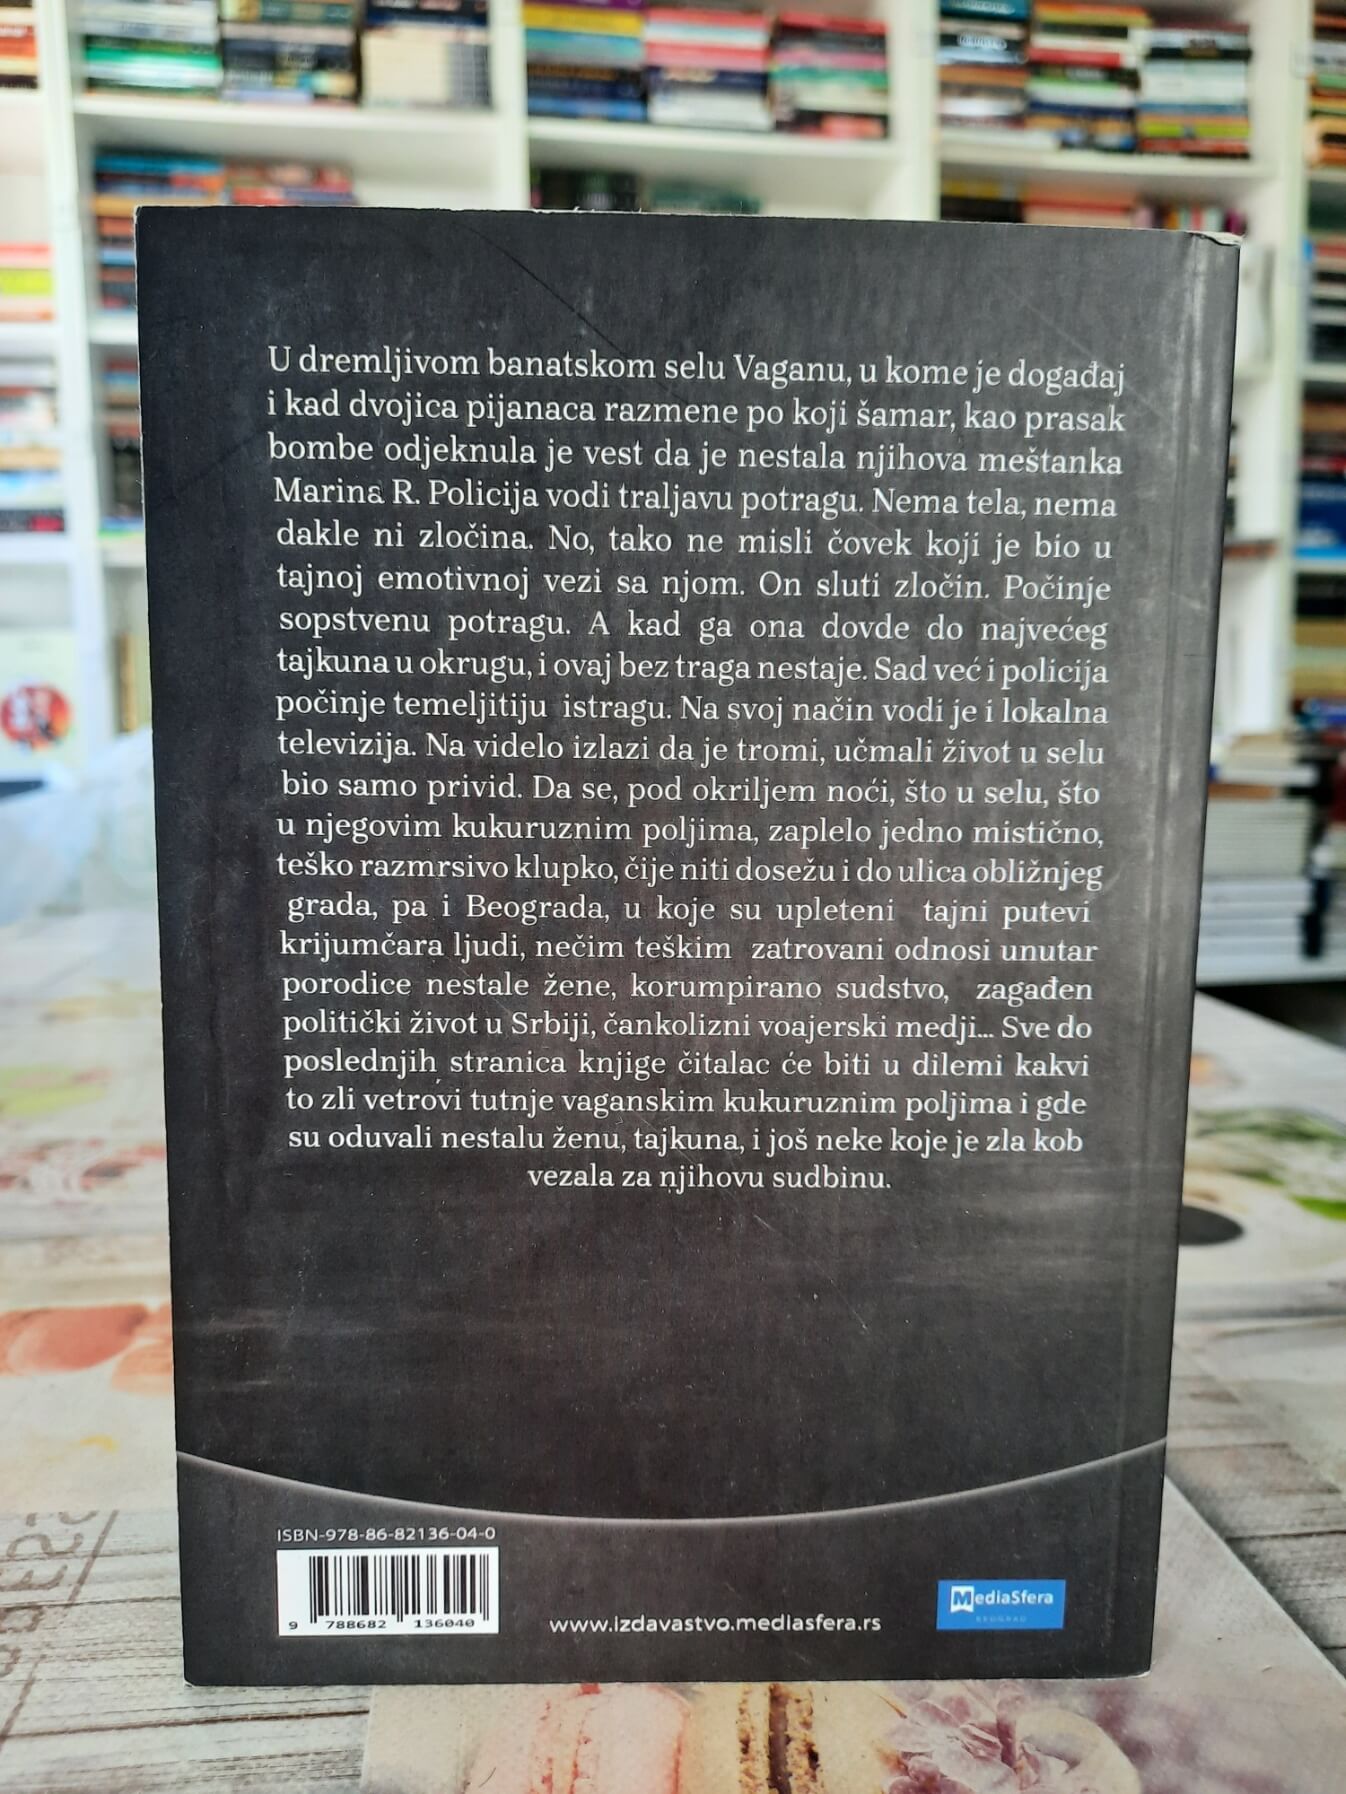 U dremljivom banatskom selu Vaganu, u kome je događaj
i kad dvojica pijanaca razmene po koji šamar, kao prasak
bombe odjeknula je vest da je nestala njihova meštanka
Marina R. Policija vodi traljavu potragu. Nema tela, nema
dakle ni zločina. No, tako ne misli čovek koji je bio u
tajnoj emotivnoj vezi sa njom. On sluti zločin. Počinje
sopstvenu potragu. A kad ga ona dovde do najvećeg
tajkuna u okrugu, i ovaj bez traga nestaje. Sad već i policija
počinje temeljitiju istragu. Na svoj način vodi je i lokalna
televizija. Na videlo izlazi da je tromi, učmali život u selu
bio samo privid. Da se, pod okriljem noći, što u selu, što
u njegovim kukuruznim poljima, zaplelo jedno mistično,
teško razmrsivo klupko, čije niti dosežu i do ulica obližnjeg
grada, pa i Beograda, u koje su upleteni tajni putevi
krijumčara ljudi, nečim teškim zatrovani odnosi unutar
porodice nestale žene, korumpirano sudstvo, zagađen
politički život u Srbiji, čankolizni voajerski medji... Sve do
poslednjih stranica knjige čitalac će biti u dilemi kakvi
to zli vetrovi tutnje vaganskim kukuruznim poljima i gde
su oduvali nestalu ženu, tajkuna, i još neke koje je zla kob
vezala za njihovu sudbinu.
ISBN-978-86-82136-04-0
9 788682 136040
www.izdavastvo.mediasfera.rs
MediaSfera
BEOGRAD